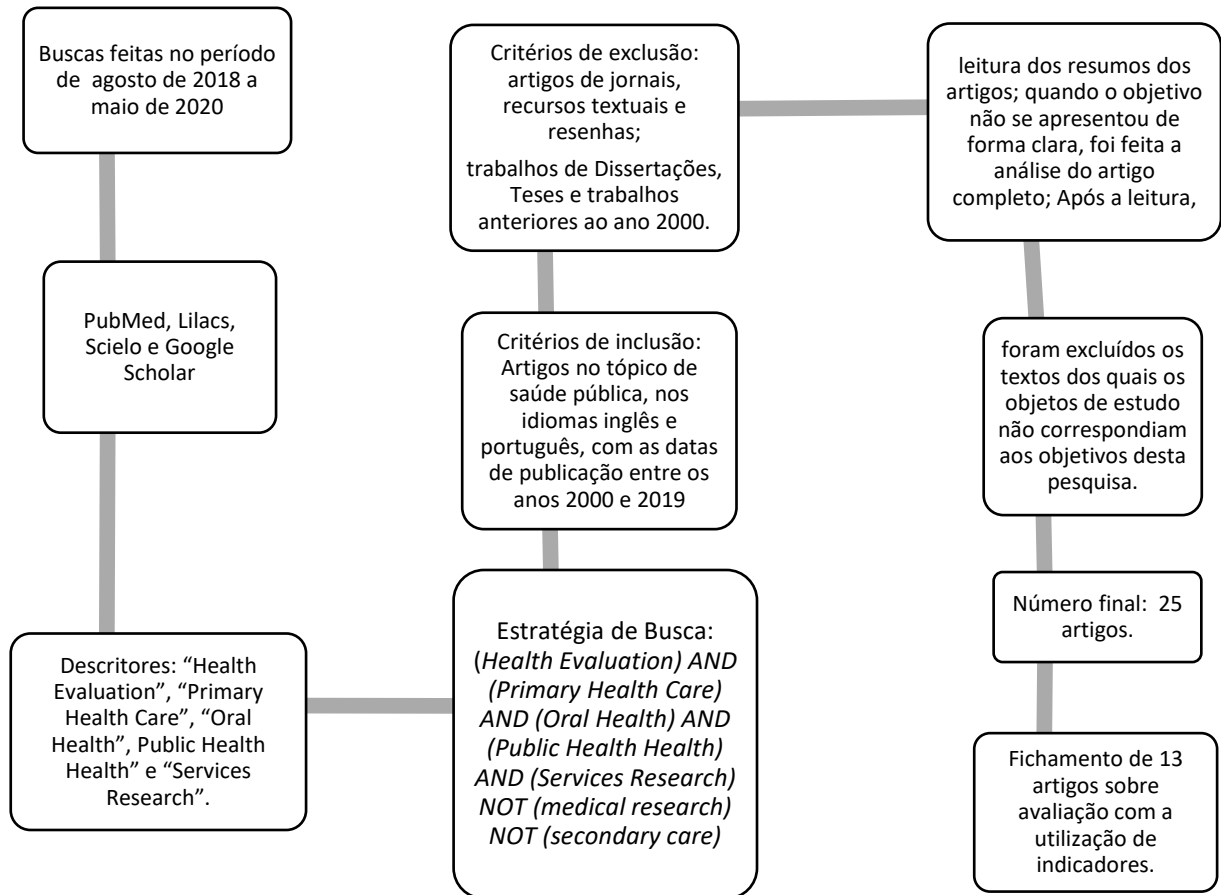 Buscas feitas no período
de agosto de 2018 a
maio de 2020
PubMed, Lilacs,
Scielo e Google
Scholar
Descritores: “Health
Evaluation”, “Primary
Health Care”, “Oral
Health”, Public Health
Health” e “Services
Research”.
Estratégia de Busca:
(Health Evaluation) AND
(Primary Health Care)
AND (Oral Health) AND
(Public Health Health)
AND (Services Research)
NOT (medical research)
NOT (secondary care)
Critérios de inclusão:
Artigos no tópico de
saúde pública, nos
idiomas inglês e
português, com as datas
de publicação entre os
anos 2000 e 2019
Critérios de exclusão:
artigos de jornais,
recursos textuais e
resenhas;
trabalhos de Dissertações,
Teses e trabalhos
anteriores ao ano 2000.
leitura dos resumos dos
artigos; quando o objetivo
não se apresentou de
forma clara, foi feita a
análise do artigo
completo; Após a leitura,
foram excluídos os
textos dos quais os
objetos de estudo
não correspondiam
aos objetivos desta
pesquisa.
Número final: 25
artigos.
Fichamento de 13
artigos sobre
avaliação com a
utilização de
indicadores.